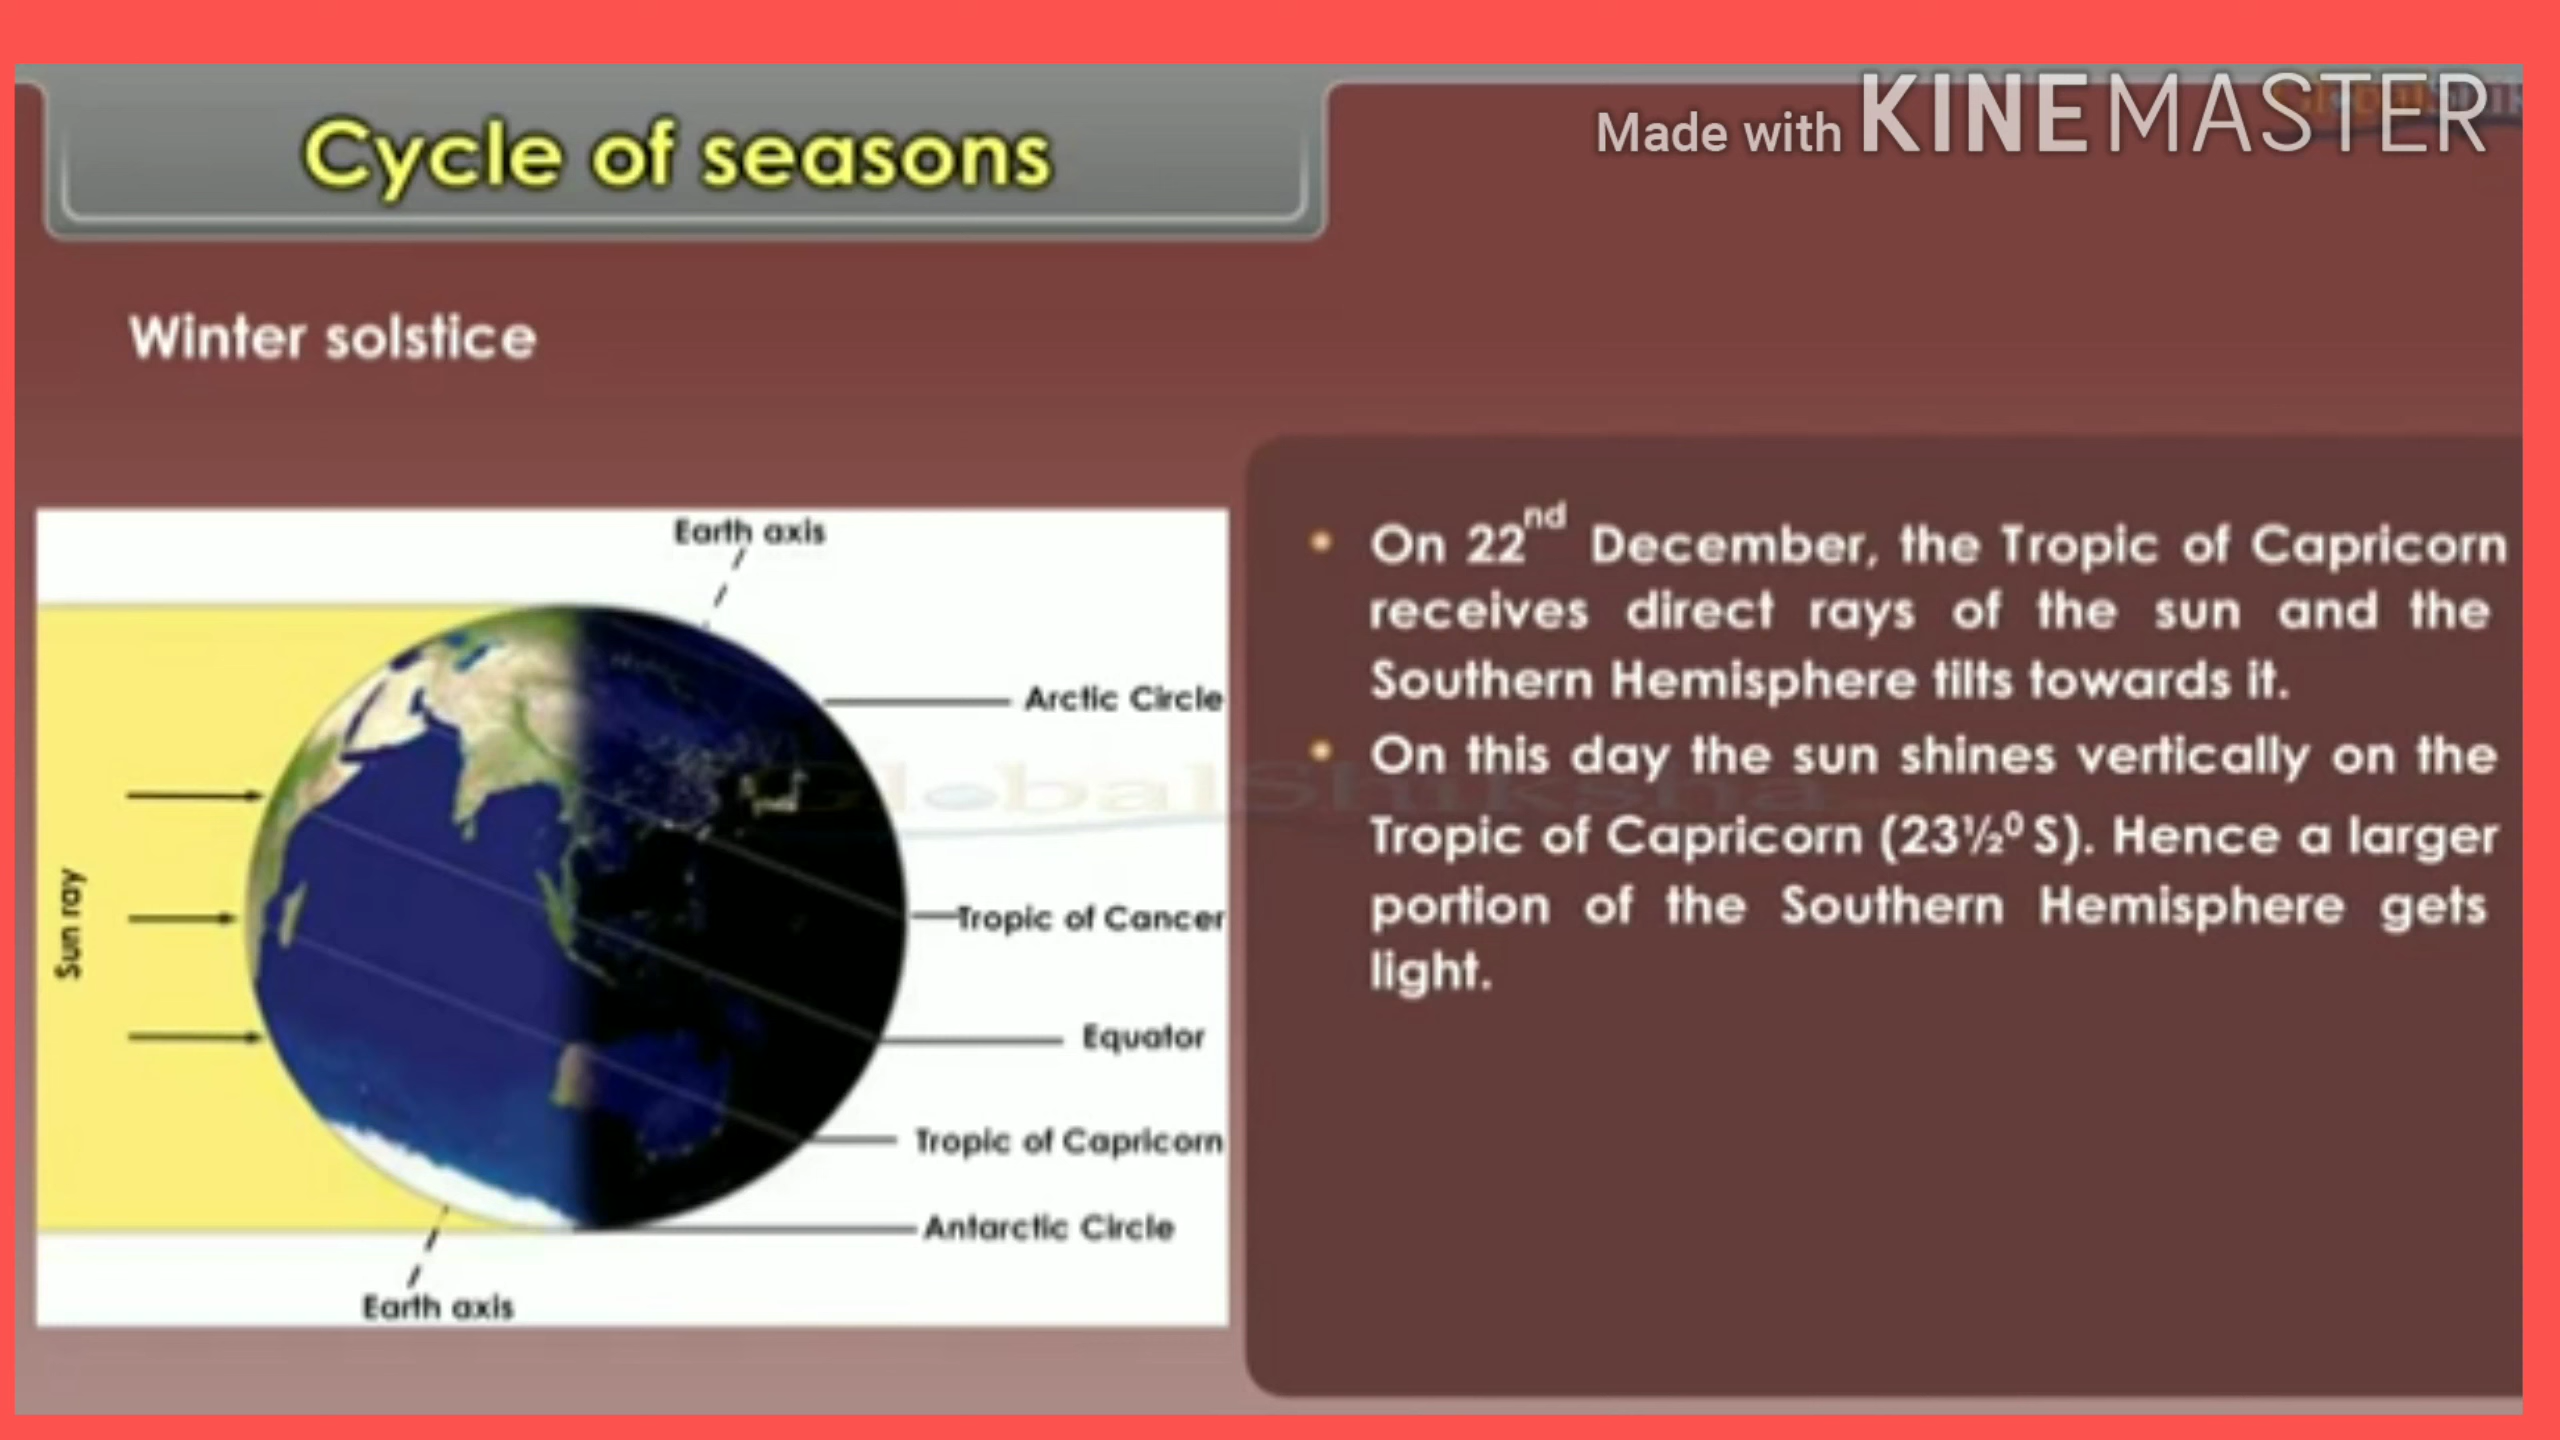 Made with KINEMASTER
Cycle of seasons
Winter solstice
Earth axis
Arctic Circle
Tropic of Cancer
Equator
Tropic of Capricorn
Antarctic Circle
Earth axis
Sun ray
GlobalShiksha
• On 22nd December, the Tropic of Capricorn
receives direct rays of the sun and the
Southern Hemisphere tilts towards it.
• On this day the sun shines vertically on the
Tropic of Capricorn (23½⁰ S). Hence a larger
portion of the Southern Hemisphere gets
light.